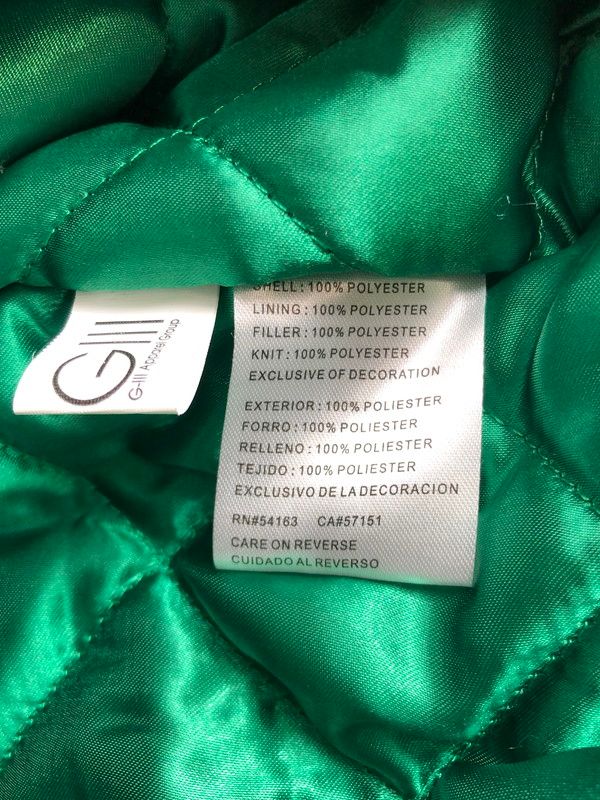 GIII
G-III Apparel Group
SHELL: 100% POLYESTER
LINING: 100% POLYESTER
FILLER: 100% POLYESTER
KNIT: 100% POLYESTER
EXCLUSIVE OF DECORATION
EXTERIOR: 100% POLIESTER
FORRO: 100% POLIESTER
RELLENO: 100% POLIESTER
TEJIDO: 100% POLIESTER
EXCLUSIVO DE LA DECORACION
RN#54163 CA#57151
CARE ON REVERSE
CUIDADO AL REVERSO